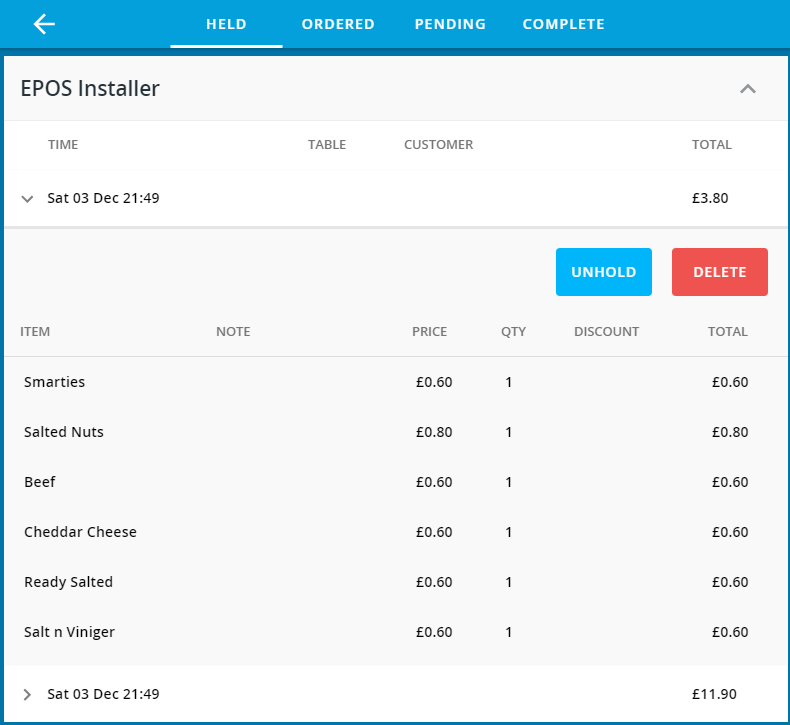 HELD ORDERED PENDING COMPLETE
EPOS Installer
TIME TABLE CUSTOMER TOTAL
Sat 03 Dec 21:49 £3.80
UNHOLD DELETE
ITEM NOTE PRICE QTY DISCOUNT TOTAL
Smarties £0.60 1 £0.60
Salted Nuts £0.80 1 £0.80
Beef £0.60 1 £0.60
Cheddar Cheese £0.60 1 £0.60
Ready Salted £0.60 1 £0.60
Salt n Viniger £0.60 1 £0.60
Sat 03 Dec 21:49 £11.90